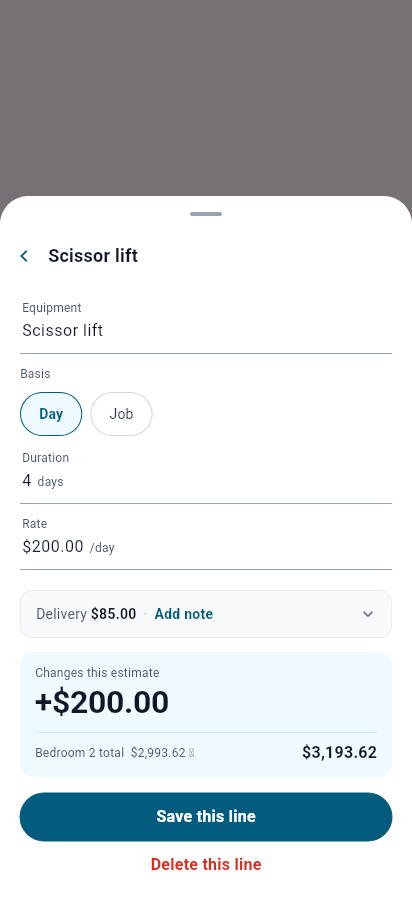 Scissor lift
Equipment
Scissor lift
Basis
Day Job
Duration
4 days
Rate
$200.00 /day
Delivery $85.00 · Add note
Changes this estimate
+$200.00
Bedroom 2 total $2,993.62 $3,193.62
Save this line
Delete this line